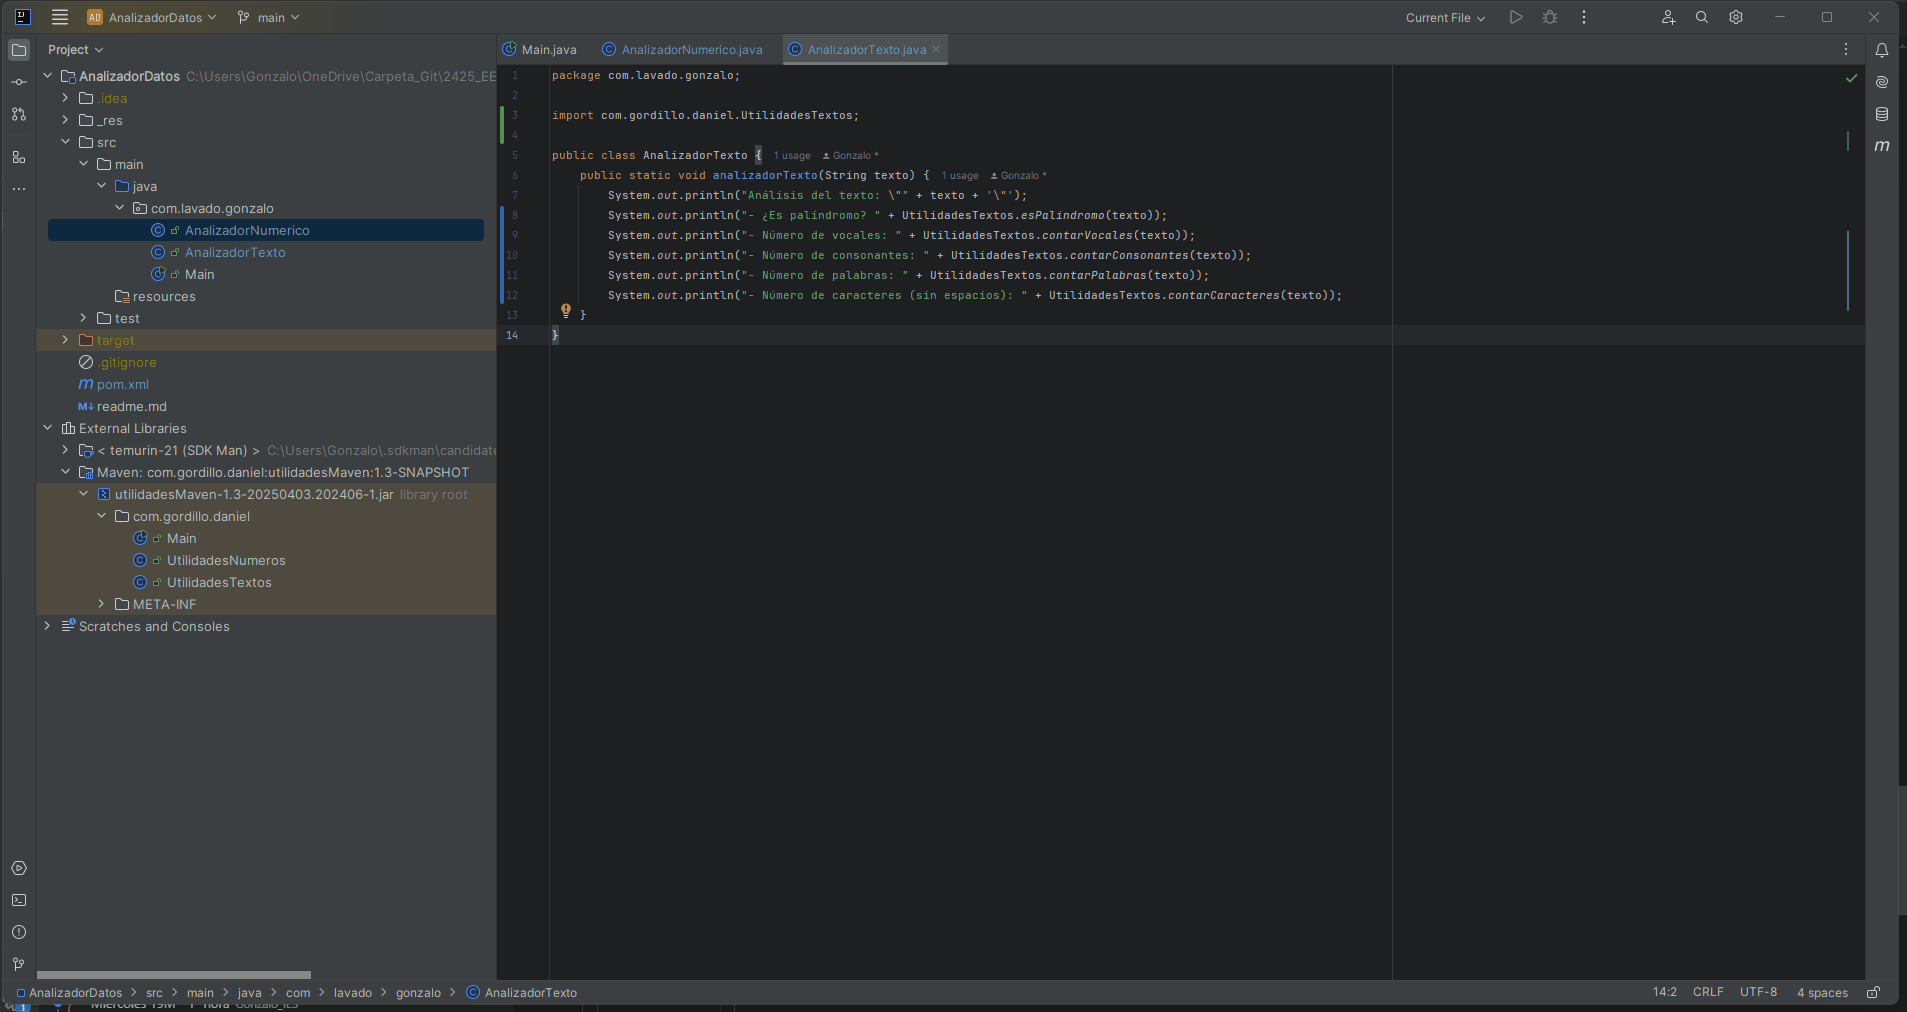 AD AnalizadorDatos main Current File
Project
Main.java AnalizadorNumerico.java AnalizadorTexto.java
AnalizadorDatos C:\Users\Gonzalo\OneDrive\Carpeta_Git\2425_EE
.idea
_res
src
main
java
com.lavado.gonzalo
AnalizadorNumerico
AnalizadorTexto
Main
resources
test
target
.gitignore
pom.xml
readme.md
External Libraries
< temurin-21 (SDK Man) > C:\Users\Gonzalo\.sdkman\candidate
Maven: com.gordillo.daniel:utilidadesMaven:1.3-SNAPSHOT
utilidadesMaven-1.3-20250403.202406-1.jar library root
com.gordillo.daniel
Main
UtilidadesNumeros
UtilidadesTextos
META-INF
Scratches and Consoles
1 package com.lavado.gonzalo;
2
3 import com.gordillo.daniel.UtilidadesTextos;
4
5 public class AnalizadorTexto { 1 usage Gonzalo *
6 public static void analizadorTexto(String texto) { 1 usage Gonzalo *
7 System.out.println("Análisis del texto: \"" + texto + '\"');
8 System.out.println("- ¿Es palíndromo? " + UtilidadesTextos.esPalindromo(texto));
9 System.out.println("- Número de vocales: " + UtilidadesTextos.contarVocales(texto));
10 System.out.println("- Número de consonantes: " + UtilidadesTextos.contarConsonantes(texto));
11 System.out.println("- Número de palabras: " + UtilidadesTextos.contarPalabras(texto));
12 System.out.println("- Número de caracteres (sin espacios): " + UtilidadesTextos.contarCaracteres(texto));
13 }
14 }
AnalizadorDatos > src > main > java > com > lavado > gonzalo > AnalizadorTexto 14:2 CRLF UTF-8 4 spaces